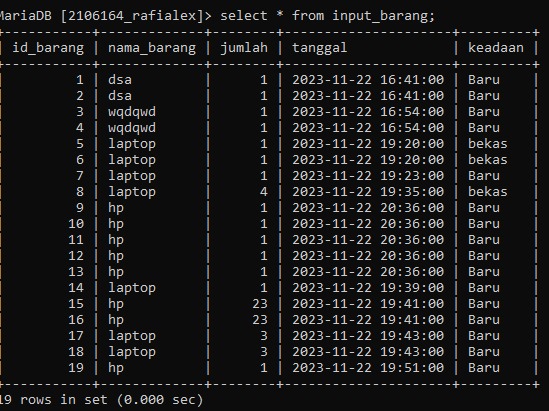 MariaDB [2106164_rafialex]> select * from input_barang;
+-----------+-------------+--------+---------------------+---------+
| id_barang | nama_barang | jumlah | tanggal | keadaan |
+-----------+-------------+--------+---------------------+---------+
| 1 | dsa | 1 | 2023-11-22 16:41:00 | Baru |
| 2 | dsa | 1 | 2023-11-22 16:41:00 | Baru |
| 3 | wqdqwd | 1 | 2023-11-22 16:54:00 | Baru |
| 4 | wqdqwd | 1 | 2023-11-22 16:54:00 | Baru |
| 5 | laptop | 1 | 2023-11-22 19:20:00 | bekas |
| 6 | laptop | 1 | 2023-11-22 19:20:00 | bekas |
| 7 | laptop | 1 | 2023-11-22 19:23:00 | Baru |
| 8 | laptop | 4 | 2023-11-22 19:35:00 | bekas |
| 9 | hp | 1 | 2023-11-22 20:36:00 | Baru |
| 10 | hp | 1 | 2023-11-22 20:36:00 | Baru |
| 11 | hp | 1 | 2023-11-22 20:36:00 | Baru |
| 12 | hp | 1 | 2023-11-22 20:36:00 | Baru |
| 13 | hp | 1 | 2023-11-22 20:36:00 | Baru |
| 14 | laptop | 1 | 2023-11-22 19:39:00 | Baru |
| 15 | hp | 23 | 2023-11-22 19:41:00 | Baru |
| 16 | hp | 23 | 2023-11-22 19:41:00 | Baru |
| 17 | laptop | 3 | 2023-11-22 19:43:00 | Baru |
| 18 | laptop | 3 | 2023-11-22 19:43:00 | Baru |
| 19 | hp | 1 | 2023-11-22 19:51:00 | Baru |
+-----------+-------------+--------+---------------------+---------+
19 rows in set (0.000 sec)